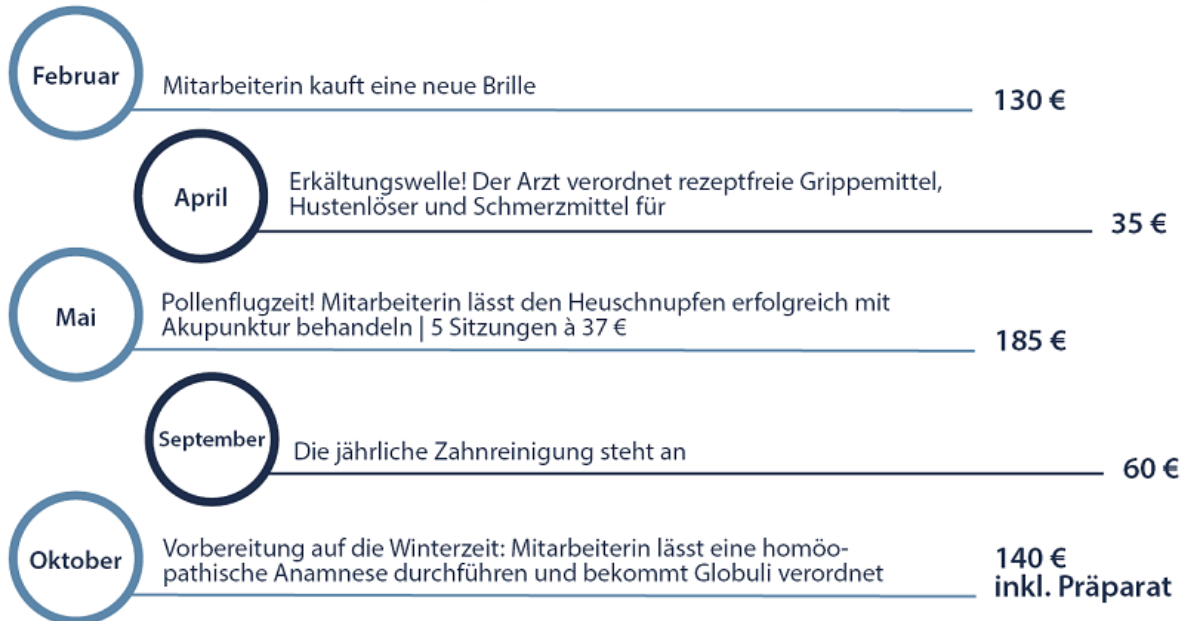 Februar
Mitarbeiterin kauft eine neue Brille
130 €
April
Erkältungswelle! Der Arzt verordnet rezeptfreie Grippemittel,
Hustenlöser und Schmerzmittel für
35 €
Mai
Pollenflugzeit! Mitarbeiterin lässt den Heuschnupfen erfolgreich mit
Akupunktur behandeln | 5 Sitzungen à 37 €
185 €
September
Die jährliche Zahnreinigung steht an
60 €
Oktober
Vorbereitung auf die Winterzeit: Mitarbeiterin lässt eine homöo-
pathische Anamnese durchführen und bekommt Globuli verordnet
140 €
inkl. Präparat